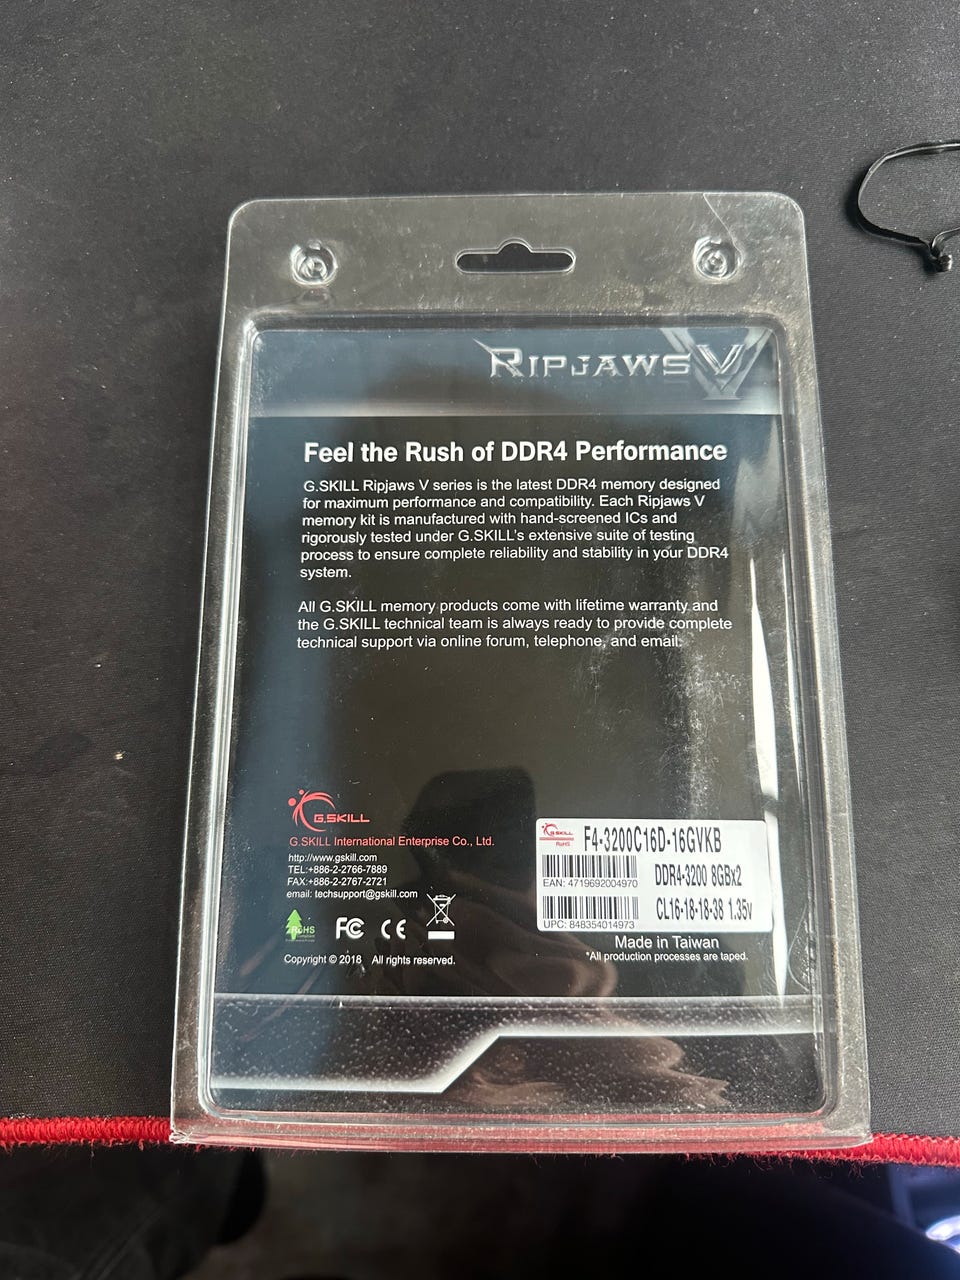 RIPJAWS V
Feel the Rush of DDR4 Performance
G.SKILL Ripjaws V series is the latest DDR4 memory designed
for maximum performance and compatibility. Each Ripjaws V
memory kit is manufactured with hand-screened ICs and
rigorously tested under G.SKILL's extensive suite of testing
process to ensure complete reliability and stability in your DDR4
system.
All G.SKILL memory products come with lifetime warranty and
the G.SKILL technical team is always ready to provide complete
technical support via online forum, telephone, and email.
G.SKILL
G.SKILL International Enterprise Co., Ltd.
http://www.gskill.com
TEL:+886-2-2766-7889
FAX:+886-2-2767-2721
email: techsupport@gskill.com
RoHS
FC CE
Copyright © 2018 All rights reserved.
G.SKILL
RoHS
F4-3200C16D-16GVKB
DDR4-3200 8GBx2
EAN: 4719692004970
CL16-18-18-38 1.35v
UPC: 848354014973
Made in Taiwan
*All production processes are taped.